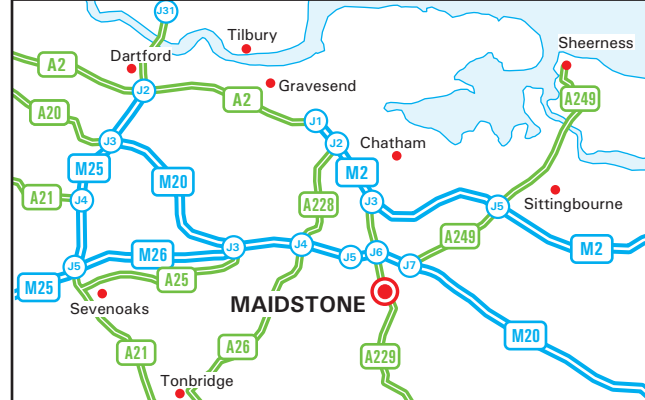 J31
Tilbury
Sheerness
Dartford
A2
Gravesend
J2
A2
A249
A20
J1
J3
J2
Chatham
M25
M2
M20
A21
J4
A228
J3
J5
Sittingbourne
A249
M2
J3
J4
M26
J5
J6
J7
J5
A25
M25
MAIDSTONE
Sevenoaks
M20
A21
A26
A229
Tonbridge